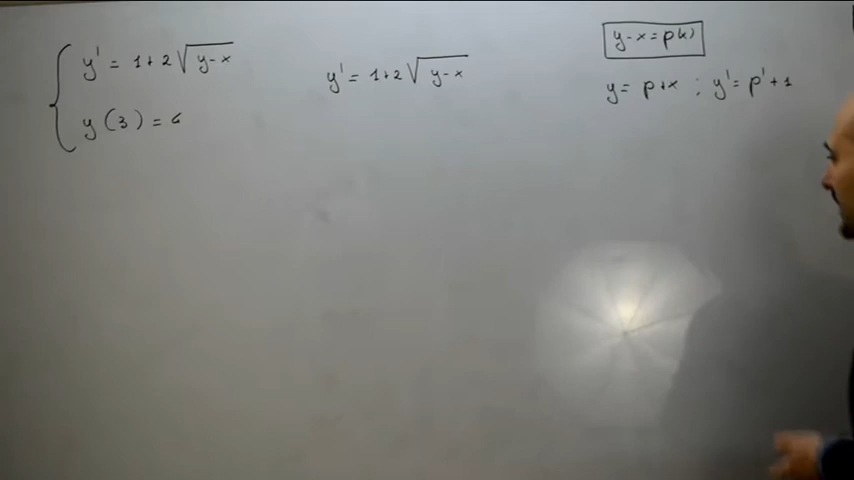 y' = 1+2√(y-x)
y(3) = 6
y' = 1+2√(y-x)
y-x = p(x)
y = p+x ; y' = p'+1